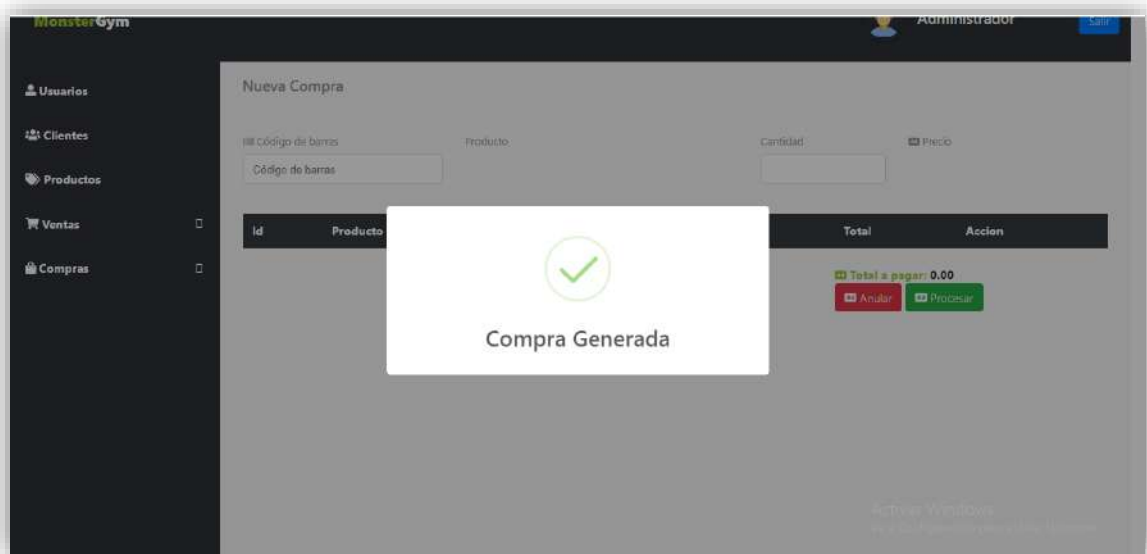 MonsterGym
Administrador
Salir
Usuarios
Clientes
Productos
Ventas
Compras
Nueva Compra
Código de barras Producto Cantidad Precio
Código de barras
Id Producto Total Accion
Total a pagar: 0.00
Anular Procesar
Compra Generada
Activar Windows